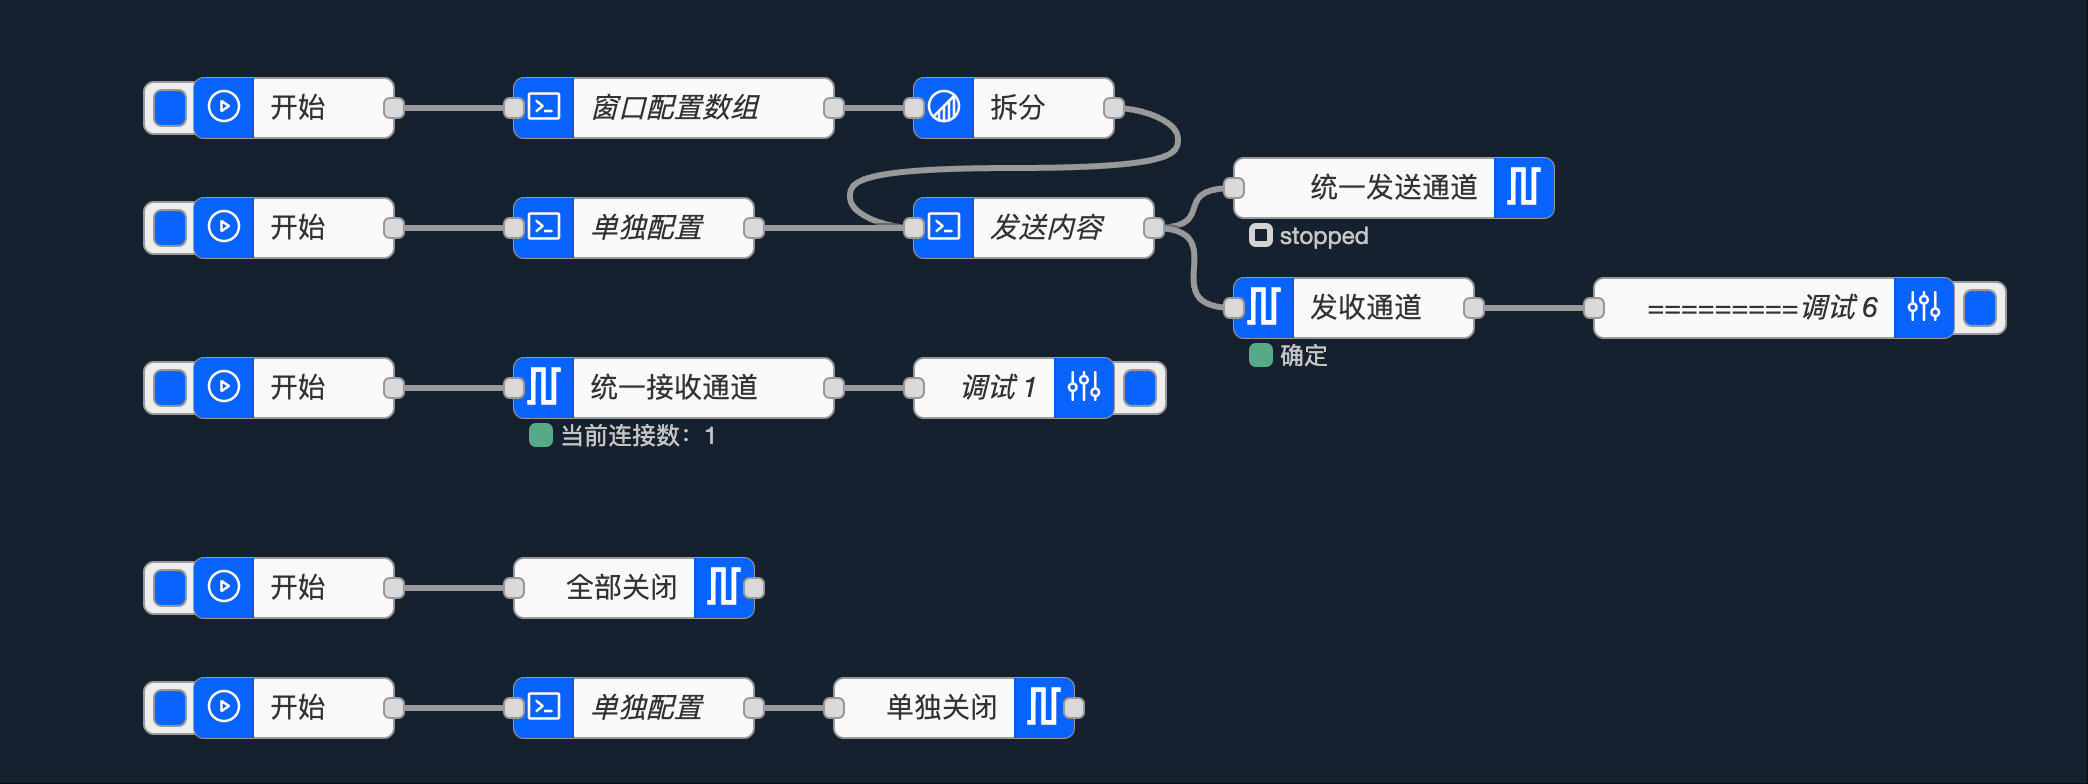 开始
窗口配置数组
拆分
统一发送通道
stopped
开始
单独配置
发送内容
发收通道
确定
=========调试 6
开始
统一接收通道
当前连接数：1
调试 1
开始
全部关闭
开始
单独配置
单独关闭